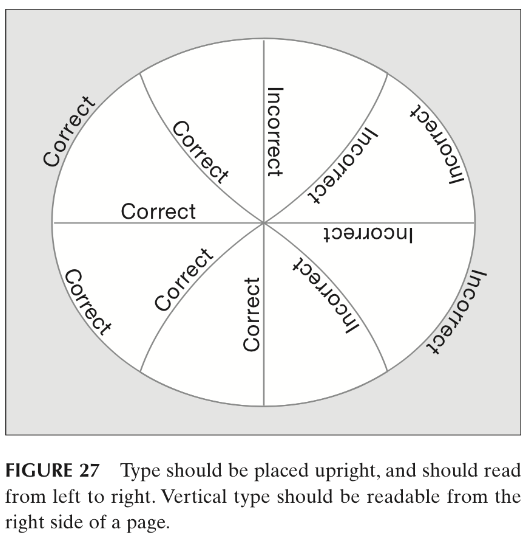 Correct
Incorrect
Incorrect
Correct
Incorrect
Correct
Incorrect
Correct
Correct
Correct
Incorrect
Incorrect
FIGURE 27 Type should be placed upright, and should read
from left to right. Vertical type should be readable from the
right side of a page.